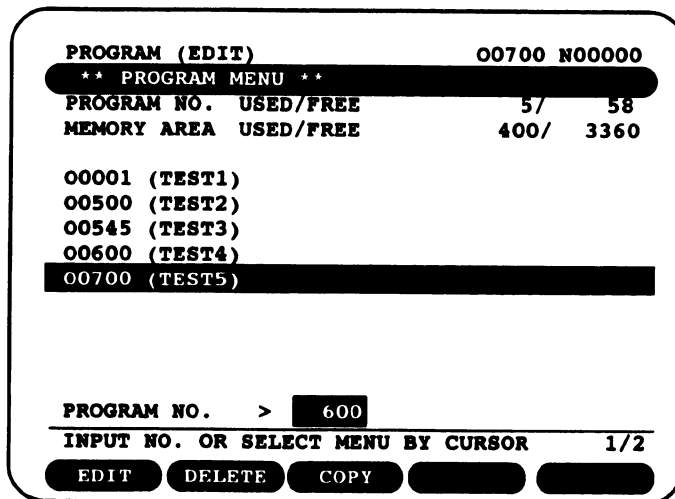 PROGRAM (EDIT) O0700 N00000
** PROGRAM MENU **
PROGRAM NO. USED/FREE 5/ 58
MEMORY AREA USED/FREE 400/ 3360
O0001 (TEST1)
O0500 (TEST2)
O0545 (TEST3)
O0600 (TEST4)
O0700 (TEST5)
PROGRAM NO. > 600
INPUT NO. OR SELECT MENU BY CURSOR 1/2
EDIT DELETE COPY